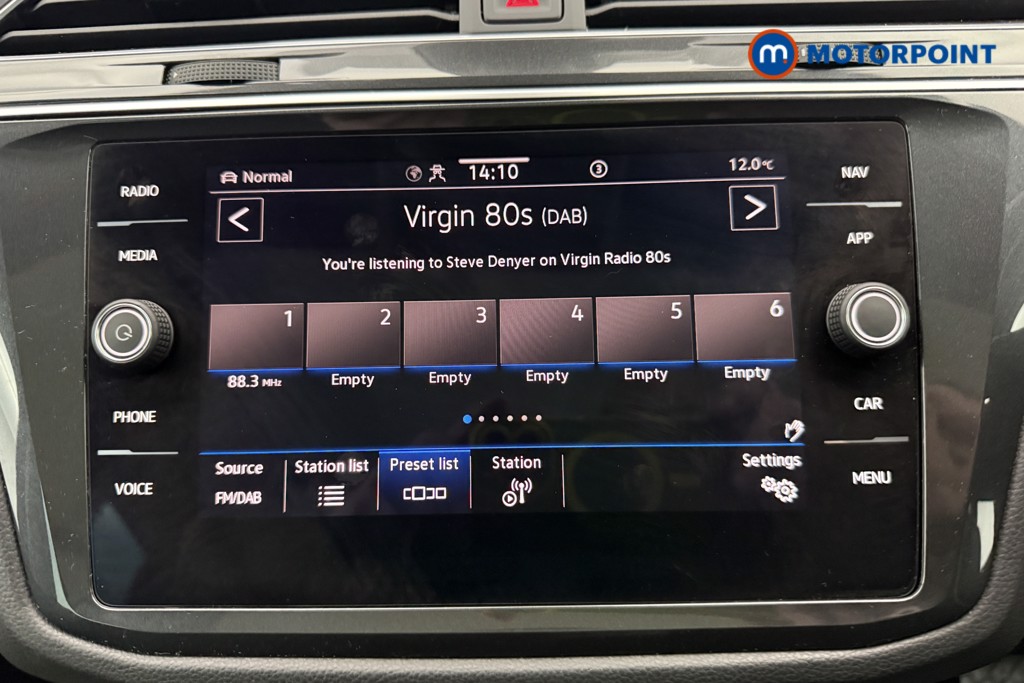 m MOTORPOINT
RADIO
MEDIA
PHONE
VOICE
Normal 14:10 3 12.0°C
< Virgin 80s (DAB) >
You're listening to Steve Denyer on Virgin Radio 80s
1 2 3 4 5 6
88.3 MHz Empty Empty Empty Empty Empty
Source Station list Preset list Station Settings
FM/DAB
NAV
APP
CAR
MENU